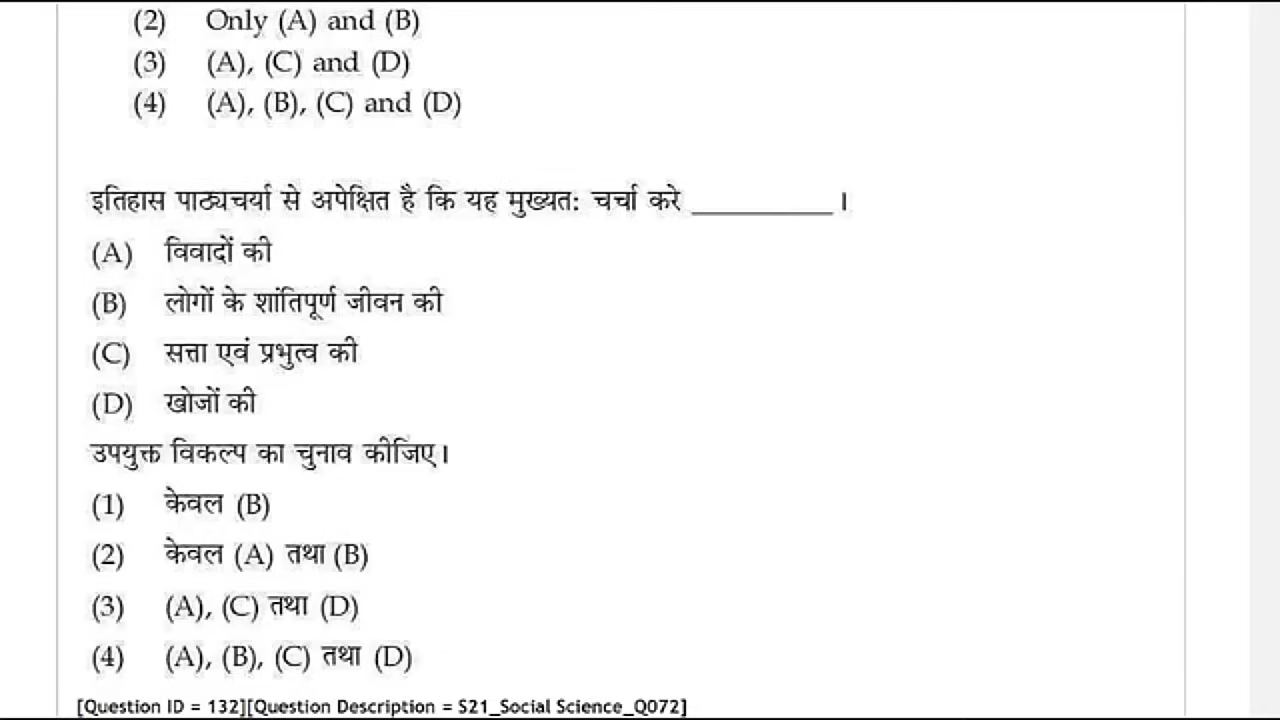 (2) Only (A) and (B)
(3) (A), (C) and (D)
(4) (A), (B), (C) and (D)
इतिहास पाठ्यचर्या से अपेक्षित है कि यह मुख्यत: चर्चा करे __________ ।
(A) विवादों की
(B) लोगों के शांतिपूर्ण जीवन की
(C) सत्ता एवं प्रभुत्व की
(D) खोजों की
उपयुक्त विकल्प का चुनाव कीजिए।
(1) केवल (B)
(2) केवल (A) तथा (B)
(3) (A), (C) तथा (D)
(4) (A), (B), (C) तथा (D)
[Question ID = 132][Question Description = S21_Social Science_Q072]